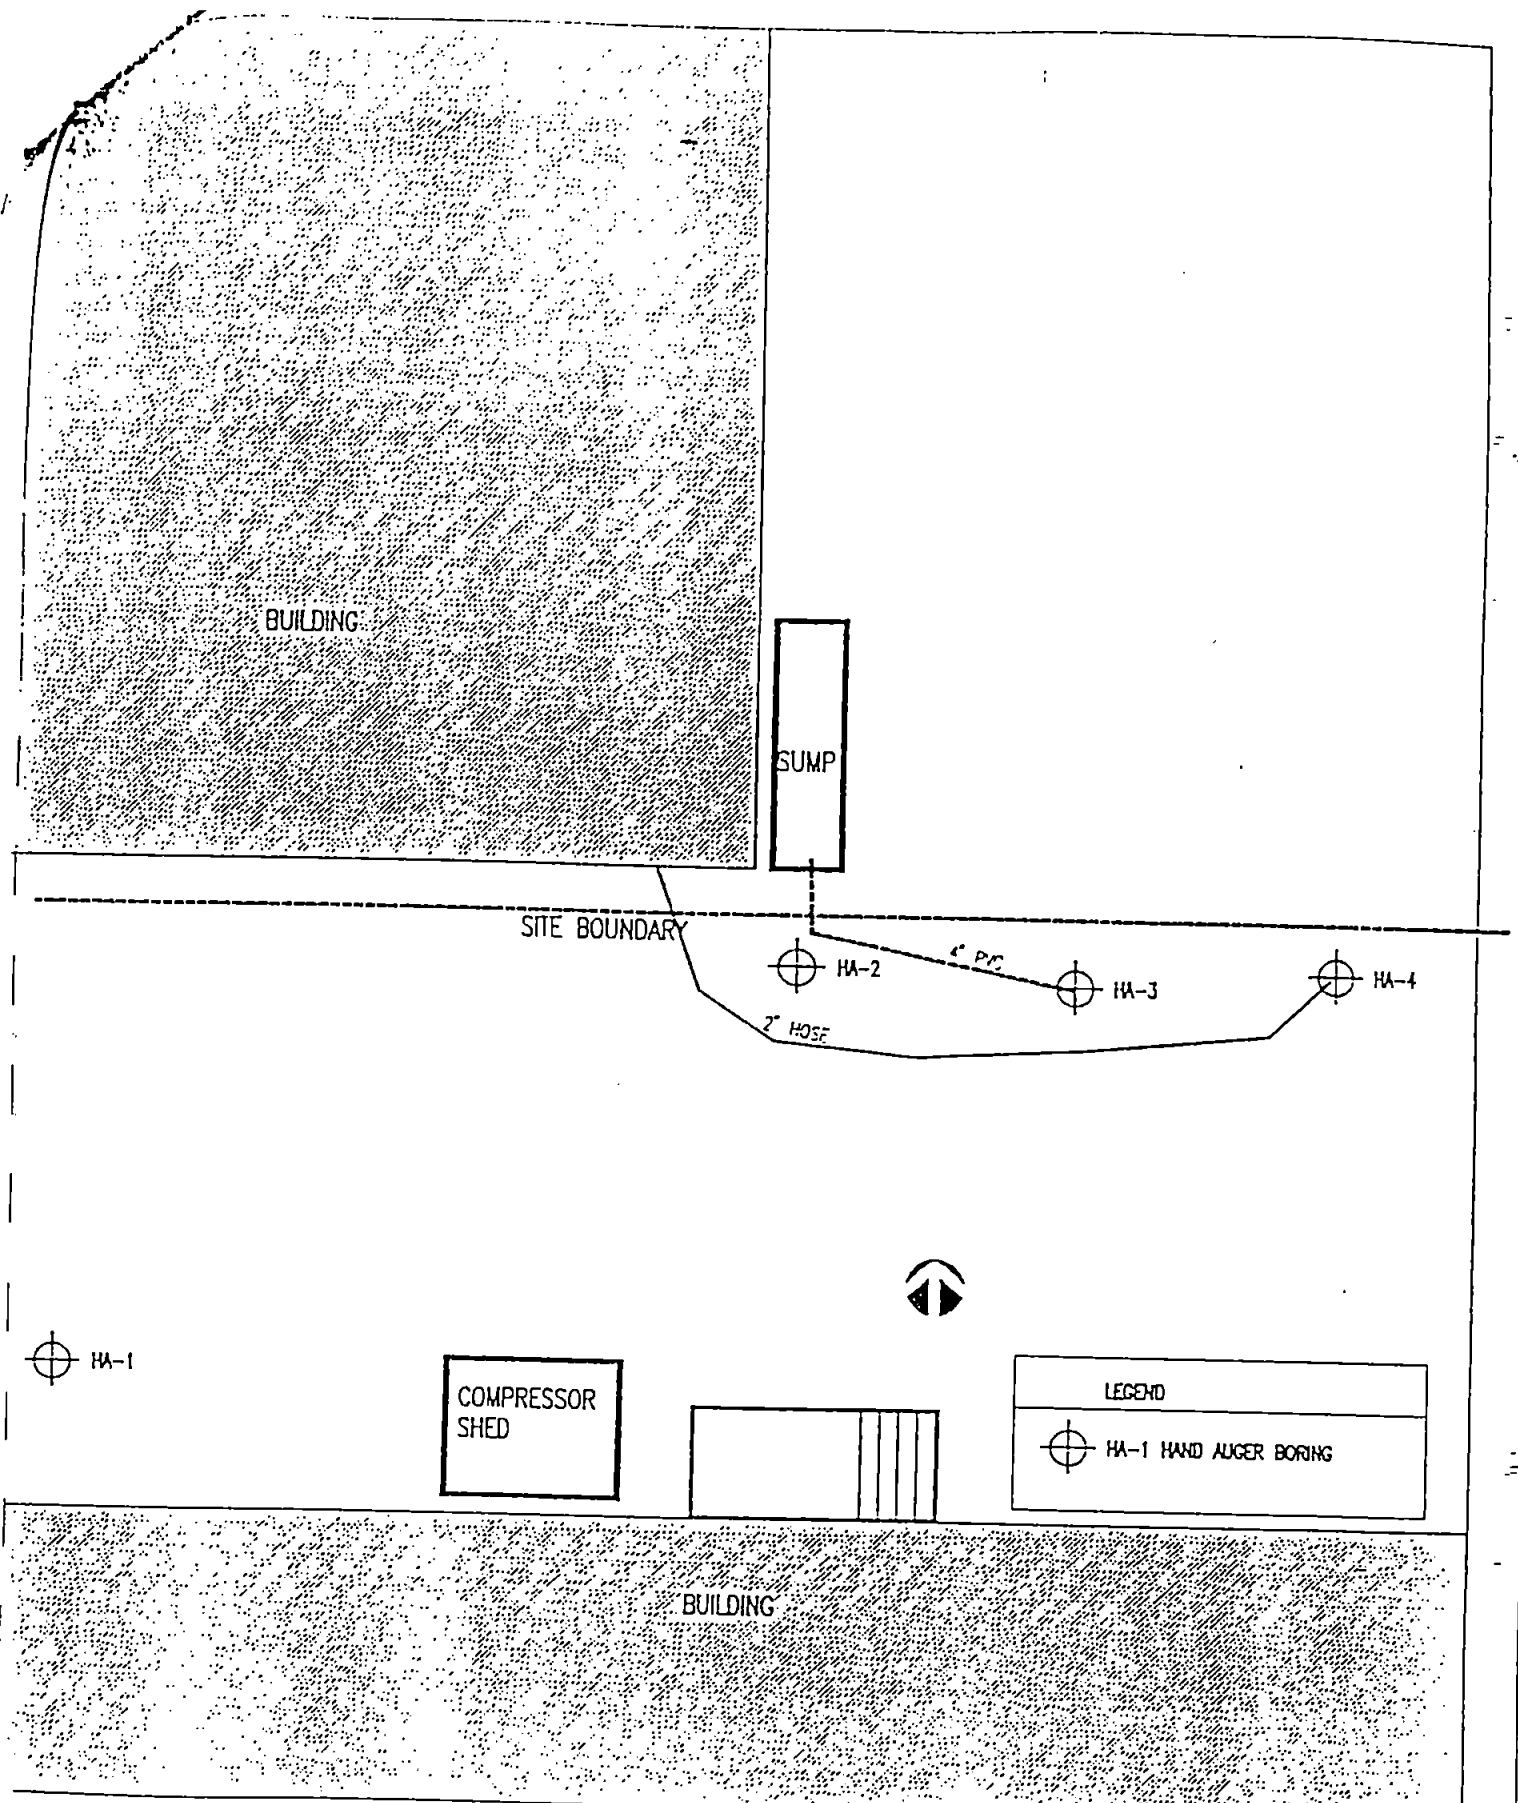 BUILDING
SUMP
SITE BOUNDARY
4" PVC
HA-2
HA-3
HA-4
2" HOSE
HA-1
COMPRESSOR
SHED
LEGEND
HA-1 HAND AUGER BORING
BUILDING